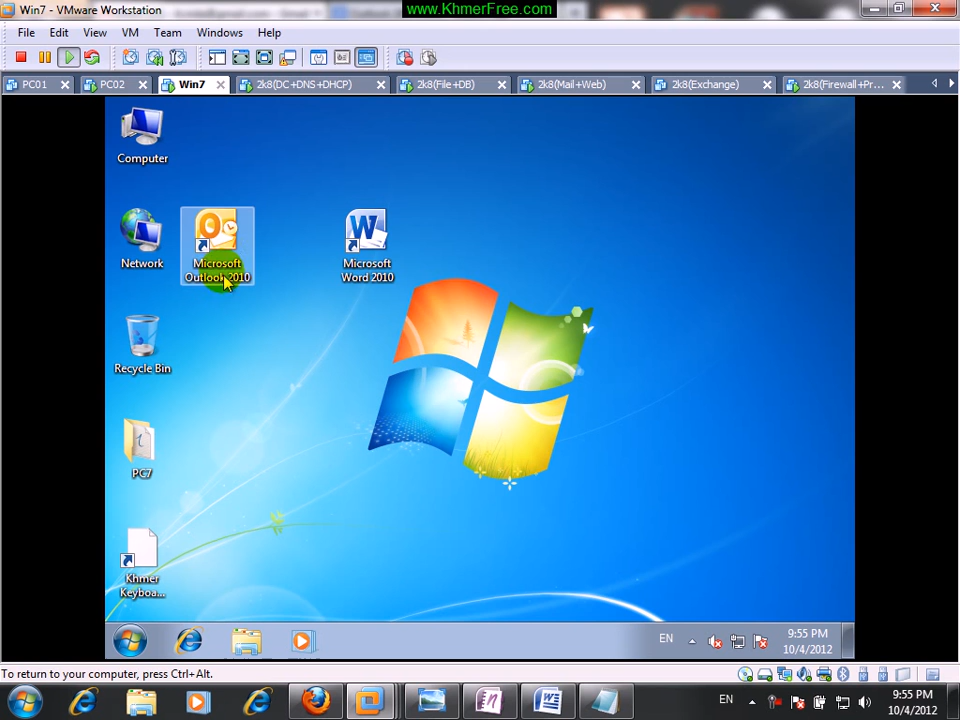 Win7 - VMware Workstation
www.KhmerFree.com
File Edit View VM Team Windows Help
PC01 PC02 Win7 2k8(DC+DNS+DHCP) 2k8(File+DB) 2k8(Mail+Web) 2k8(Exchange) 2k8(Firewall+Pr...
Computer
Network
Microsoft
Outlook 2010
Microsoft
Word 2010
Recycle Bin
PC7
Khmer
Keyboa...
EN
9:55 PM
10/4/2012
To return to your computer, press Ctrl+Alt.
EN
9:55 PM
10/4/2012